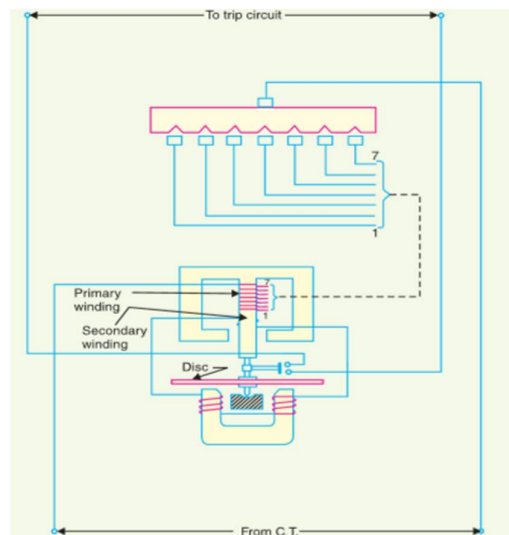 To trip circuit
7
1
7
Primary
winding
1
Secondary
winding
Disc
From C.T.